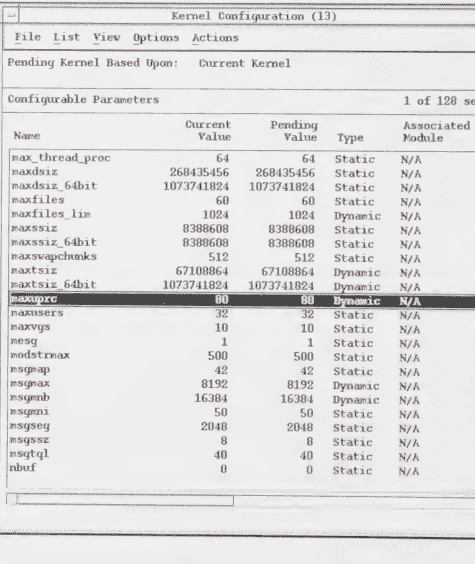 Kernel Configuration (13)
File List View Options Actions
Pending Kernel Based Upon: Current Kernel
Configurable Parameters 1 of 128 se
Current Pending Associated
Name Value Value Type Module
max_thread_proc 64 64 Static N/A
maxdsiz 268435456 268435456 Static N/A
maxdsiz_64bit 1073741824 1073741824 Static N/A
maxfiles 60 60 Static N/A
maxfiles_lim 1024 1024 Dynamic N/A
maxssiz 8388608 8388608 Static N/A
maxssiz_64bit 8388608 8388608 Static N/A
maxswapchunks 512 512 Static N/A
maxtsiz 67108864 67108864 Dynamic N/A
maxtsiz_64bit 1073741824 1073741824 Dynamic N/A
maxuprc 80 80 Dynamic N/A
maxusers 32 32 Static N/A
maxvgs 10 10 Static N/A
mesg 1 1 Static N/A
modstrmax 500 500 Static N/A
msgmap 42 42 Static N/A
msgmax 8192 8192 Dynamic N/A
msgmnb 16384 16384 Dynamic N/A
msgmni 50 50 Static N/A
msgseg 2048 2048 Static N/A
msgssz 8 8 Static N/A
msgtql 40 40 Static N/A
nbuf 0 0 Static N/A